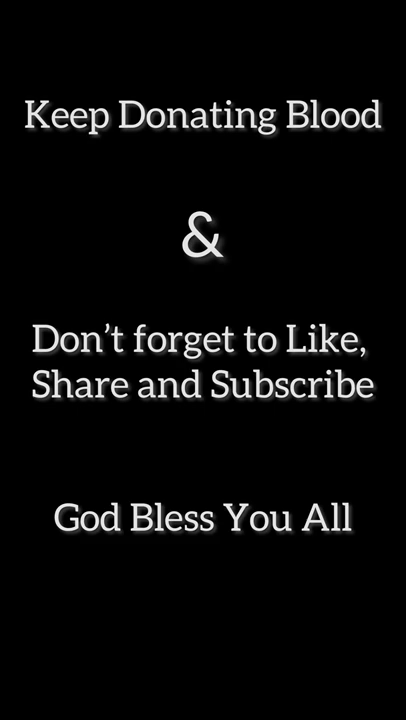 Keep Donating Blood
&
Don’t forget to Like,
Share and Subscribe
God Bless You All